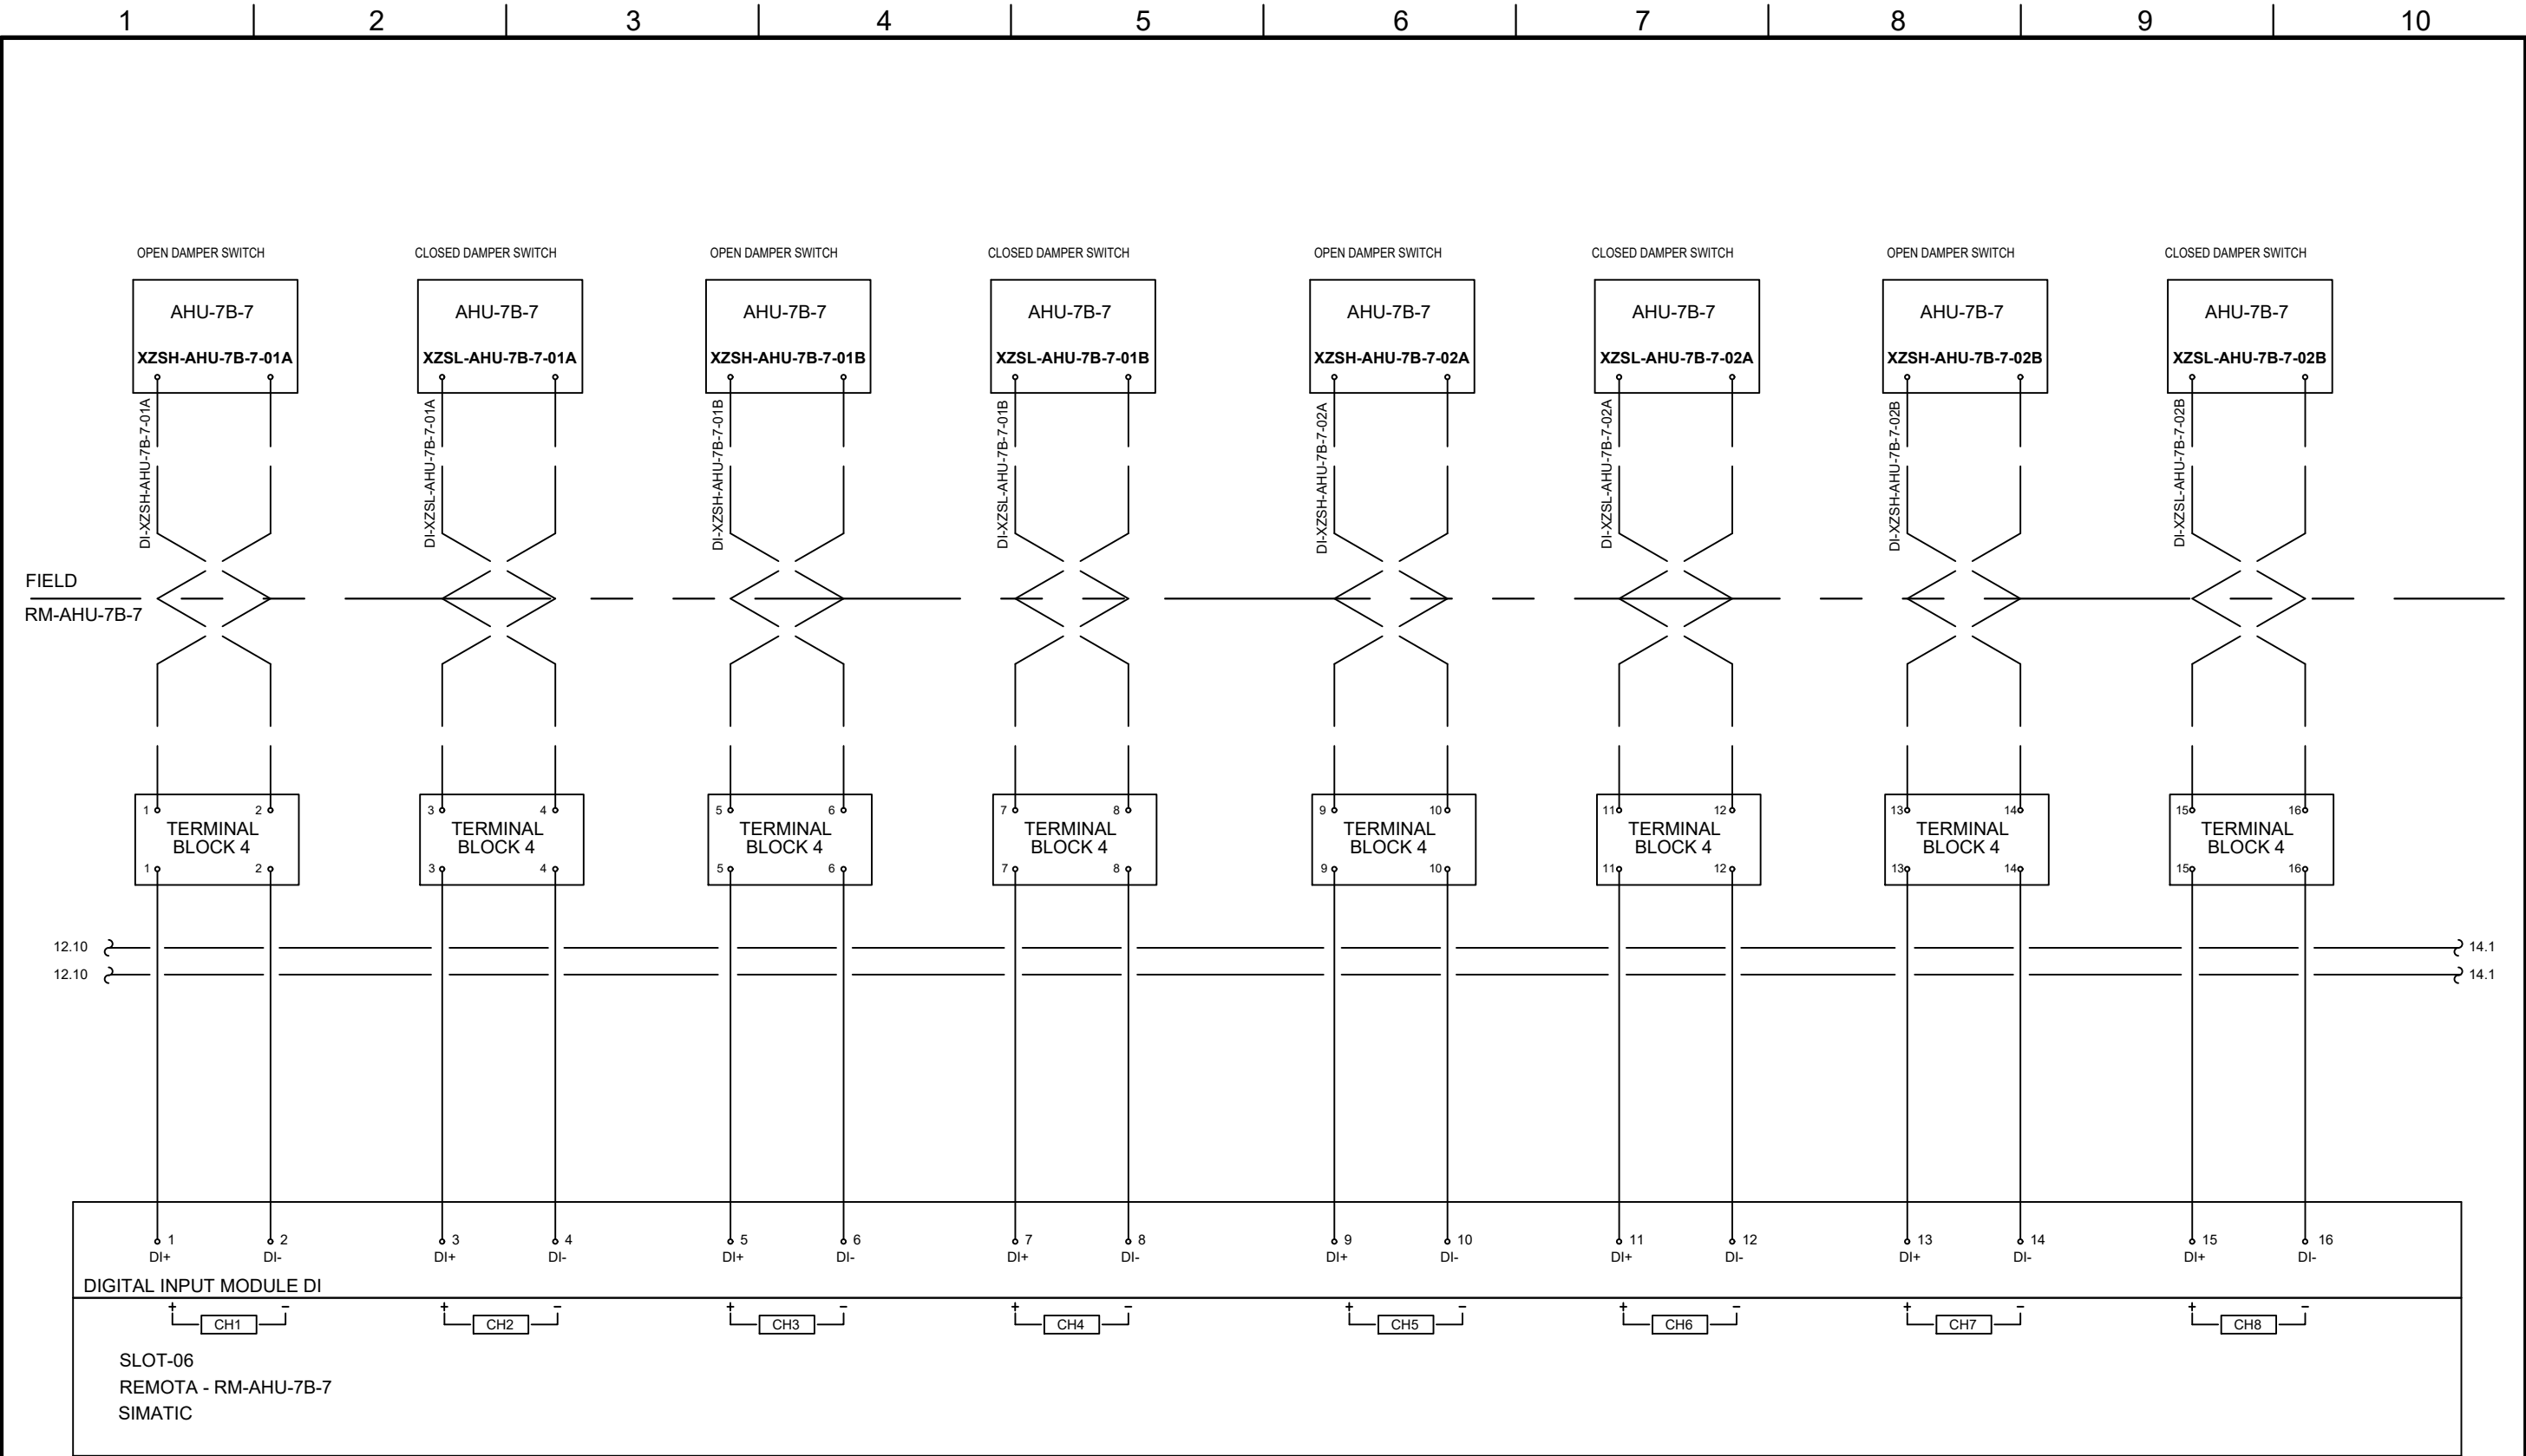 1 2 3 4 5 6 7 8 9 10
OPEN DAMPER SWITCH CLOSED DAMPER SWITCH OPEN DAMPER SWITCH CLOSED DAMPER SWITCH OPEN DAMPER SWITCH CLOSED DAMPER SWITCH OPEN DAMPER SWITCH CLOSED DAMPER SWITCH
AHU-7B-7 AHU-7B-7 AHU-7B-7 AHU-7B-7 AHU-7B-7 AHU-7B-7 AHU-7B-7 AHU-7B-7
XZSH-AHU-7B-7-01A XZSL-AHU-7B-7-01A XZSH-AHU-7B-7-01B XZSL-AHU-7B-7-01B XZSH-AHU-7B-7-02A XZSL-AHU-7B-7-02A XZSH-AHU-7B-7-02B XZSL-AHU-7B-7-02B
DI-XZSH-AHU-7B-7-01A
DI-XZSL-AHU-7B-7-01A
DI-XZSH-AHU-7B-7-01B
DI-XZSL-AHU-7B-7-01B
DI-XZSH-AHU-7B-7-02A
DI-XZSL-AHU-7B-7-02A
DI-XZSH-AHU-7B-7-02B
DI-XZSL-AHU-7B-7-02B
FIELD
RM-AHU-7B-7
1 2 3 4 5 6 7 8 9 10 11 12 13 14 15 16
TERMINAL TERMINAL TERMINAL TERMINAL TERMINAL TERMINAL TERMINAL TERMINAL
BLOCK 4 BLOCK 4 BLOCK 4 BLOCK 4 BLOCK 4 BLOCK 4 BLOCK 4 BLOCK 4
1 2 3 4 5 6 7 8 9 10 11 12 13 14 15 16
12.10 14.1
12.10 14.1
1 2 3 4 5 6 7 8 9 10 11 12 13 14 15 16
DI+ DI- DI+ DI- DI+ DI- DI+ DI- DI+ DI- DI+ DI- DI+ DI- DI+ DI-
DIGITAL INPUT MODULE DI
+ - + - + - + - + - + - + - + -
CH1 CH2 CH3 CH4 CH5 CH6 CH7 CH8
SLOT-06
REMOTA - RM-AHU-7B-7
SIMATIC